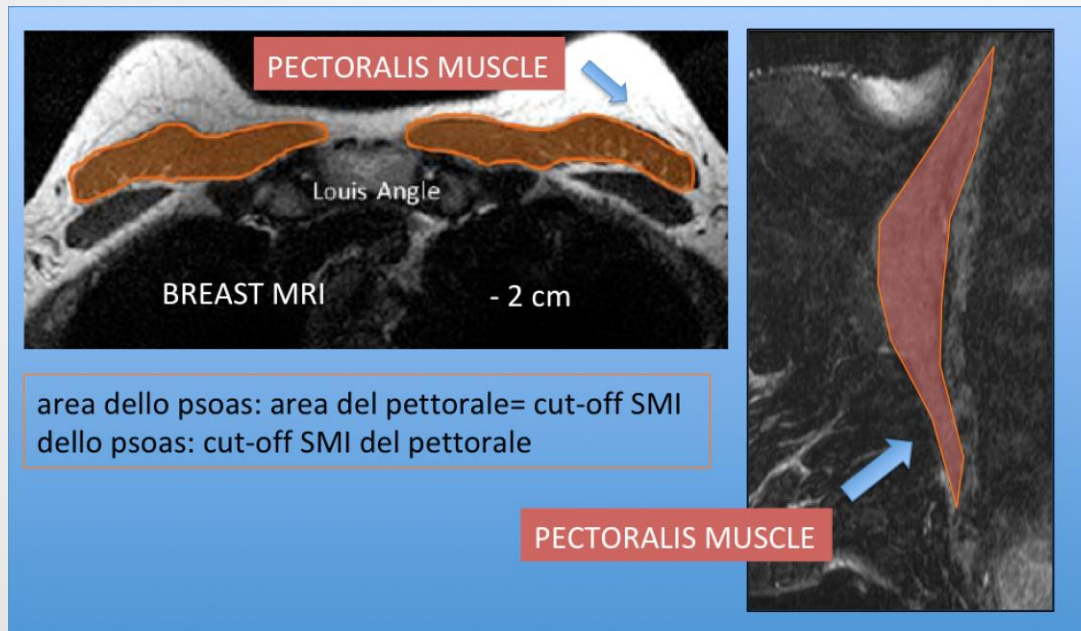 PECTORALIS MUSCLE
Louis Angle
BREAST MRI
- 2 cm
area dello psoas: area del pettorale= cut-off SMI
dello psoas: cut-off SMI del pettorale
PECTORALIS MUSCLE